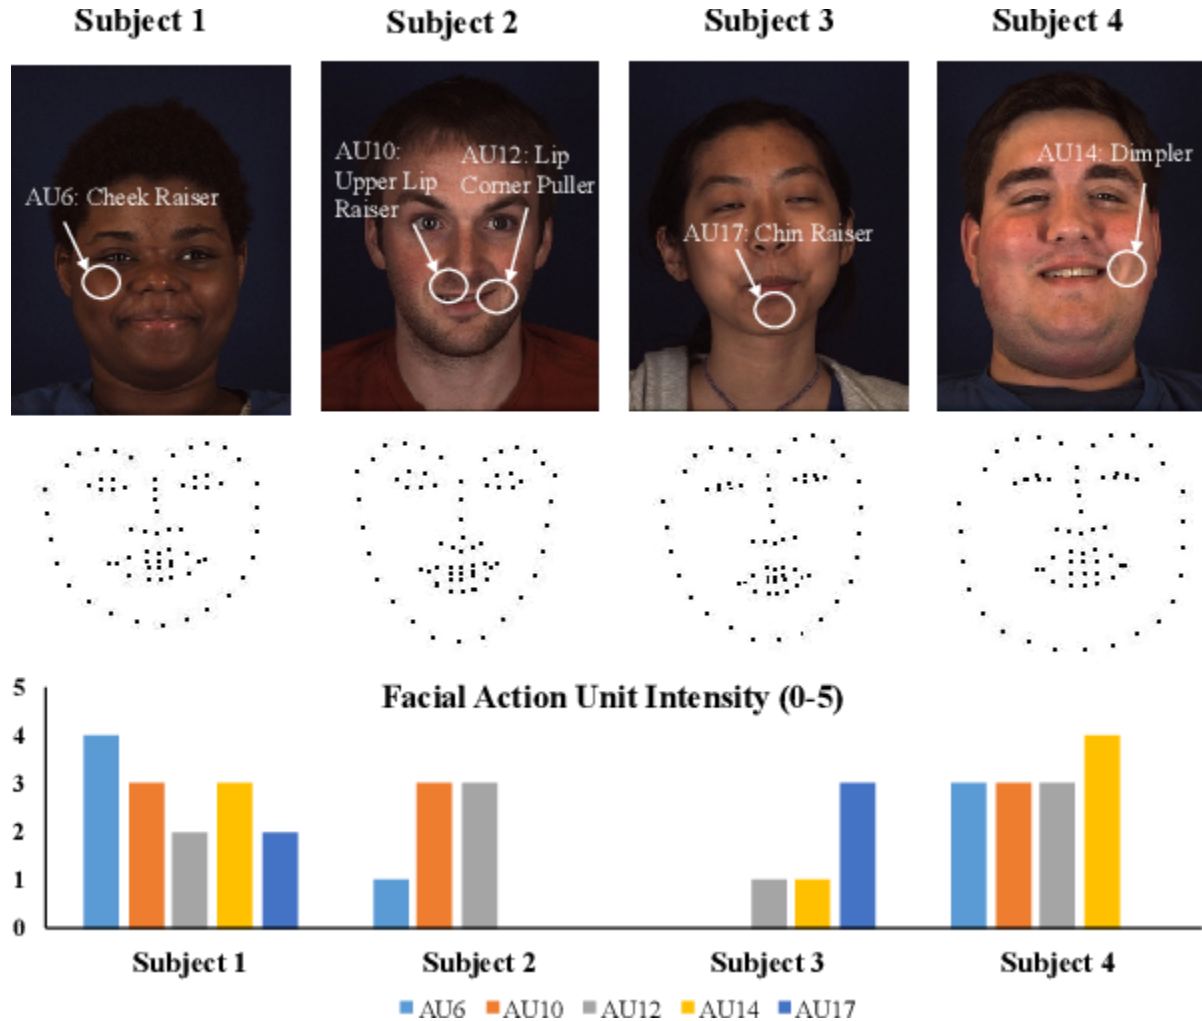 Subject 1
Subject 2
Subject 3
Subject 4
AU6: Cheek Raiser
AU10:
Upper Lip
Raiser
AU12: Lip
Corner Puller
AU17: Chin Raiser
AU14: Dimpler
Facial Action Unit Intensity (0-5)
5
4
3
2
1
0
Subject 1
Subject 2
Subject 3
Subject 4
AU6 AU10 AU12 AU14 AU17